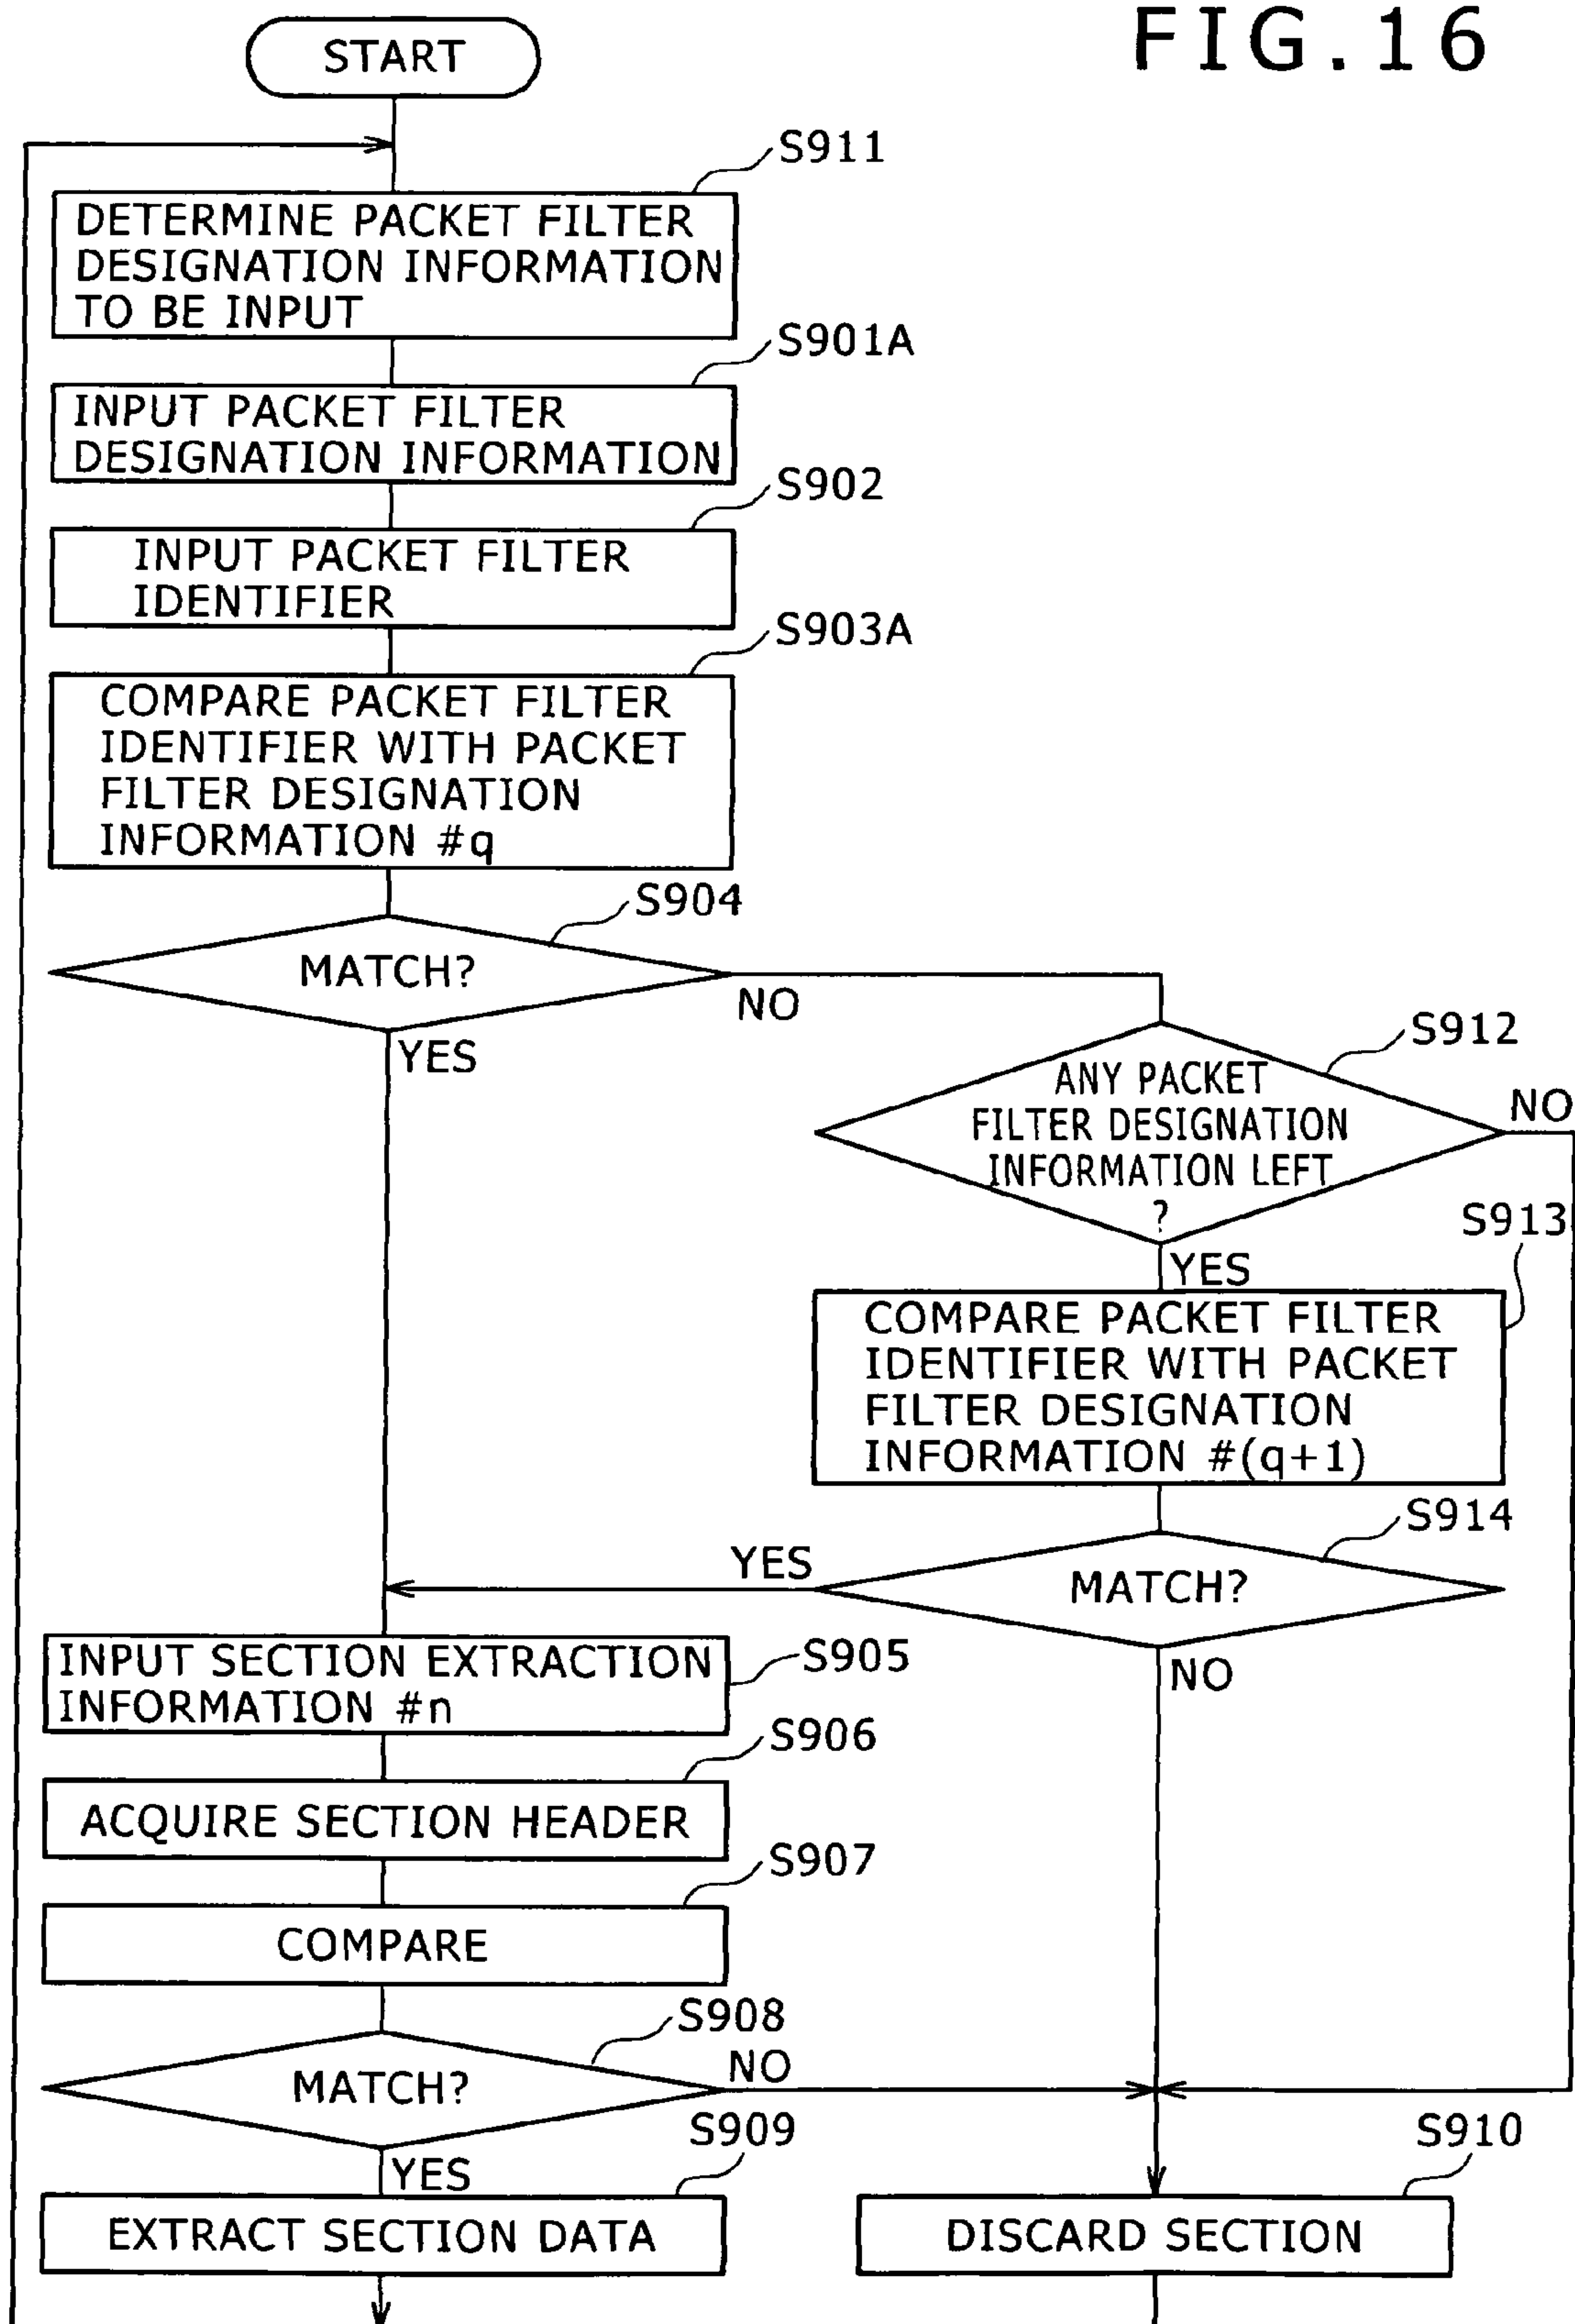 FIG.16
START
S911
DETERMINE PACKET FILTER
DESIGNATION INFORMATION
TO BE INPUT
S901A
INPUT PACKET FILTER
DESIGNATION INFORMATION
S902
INPUT PACKET FILTER
IDENTIFIER
S903A
COMPARE PACKET FILTER
IDENTIFIER WITH PACKET
FILTER DESIGNATION
INFORMATION #q
S904
MATCH?
NO
YES
S912
ANY PACKET
FILTER DESIGNATION
INFORMATION LEFT
?
NO
YES
S913
COMPARE PACKET FILTER
IDENTIFIER WITH PACKET
FILTER DESIGNATION
INFORMATION #(q+1)
S914
MATCH?
YES
NO
S905
INPUT SECTION EXTRACTION
INFORMATION #n
S906
ACQUIRE SECTION HEADER
S907
COMPARE
S908
MATCH?
NO
YES
S909
EXTRACT SECTION DATA
S910
DISCARD SECTION